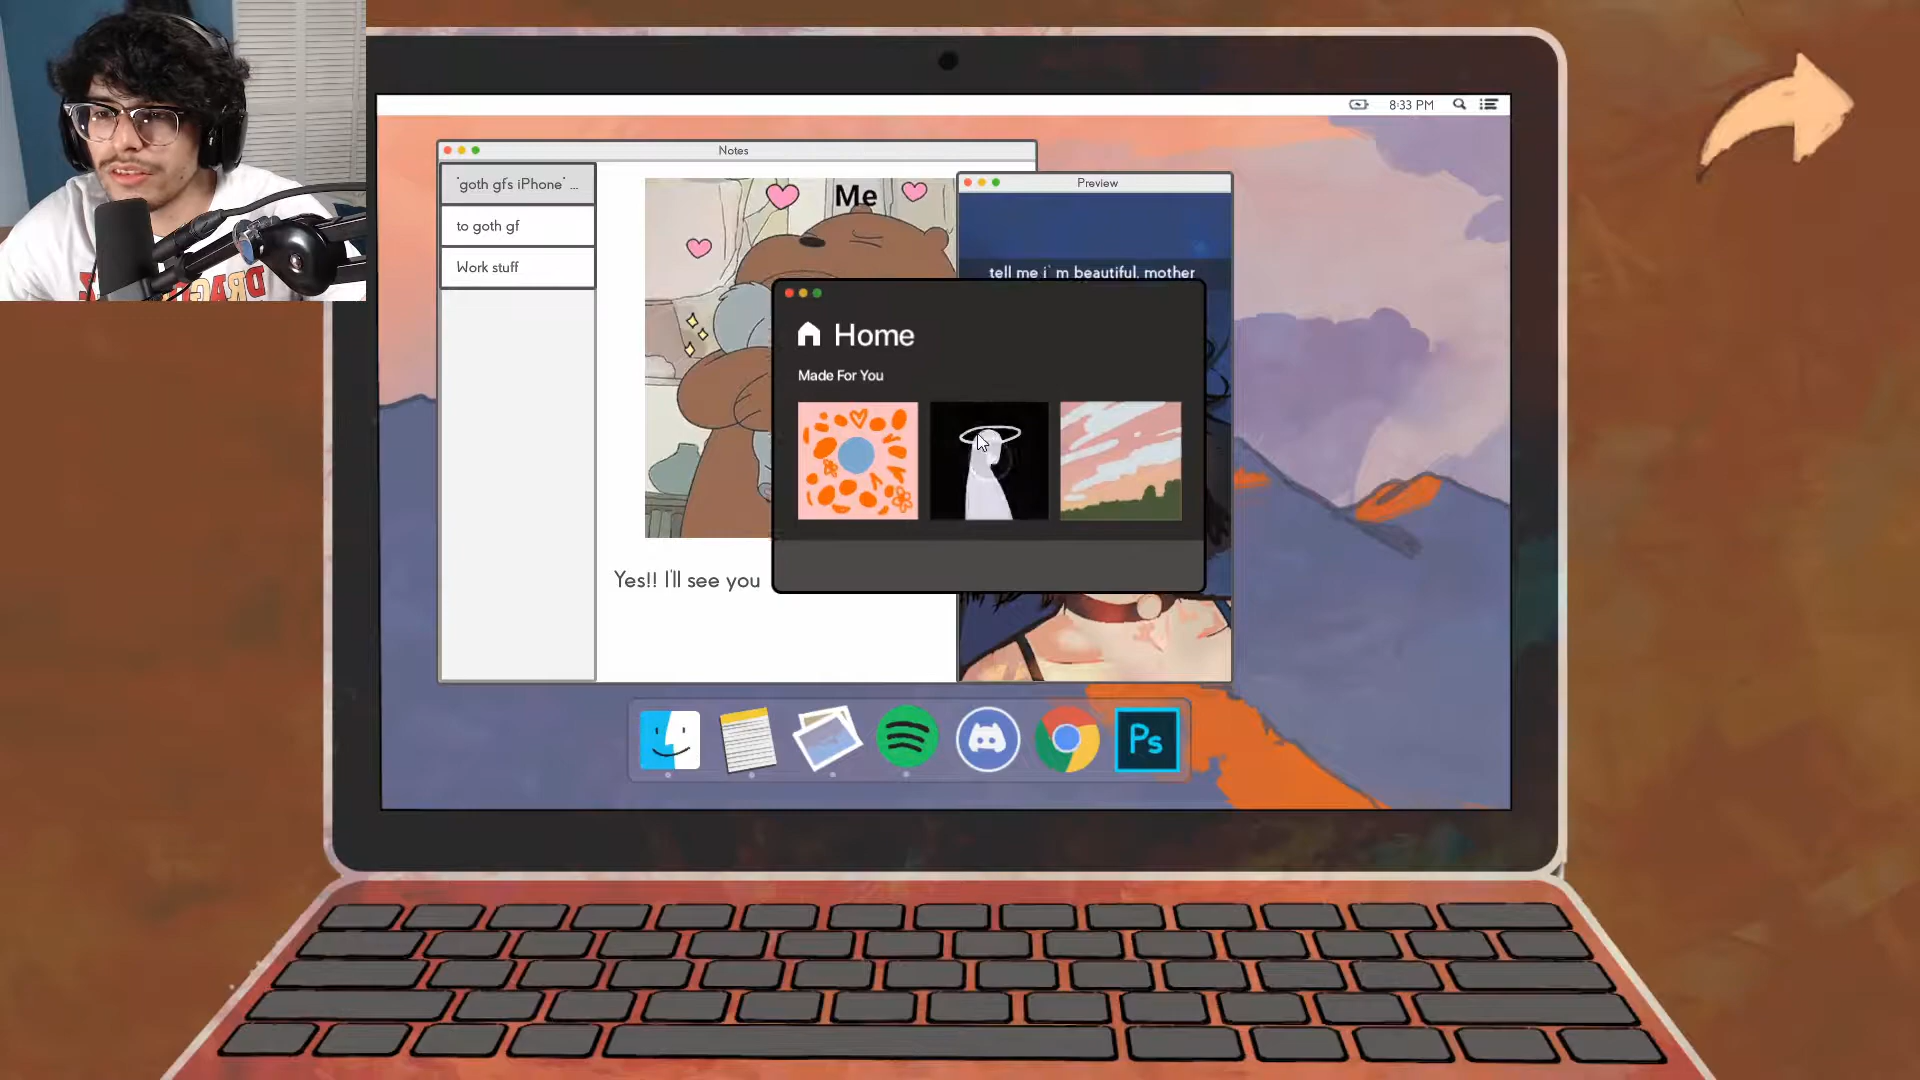 8:33 PM
Notes
"goth gfs iPhone" ...
to goth gf
Work stuff
Me
Yes!! I'll see you
Preview
tell me i'm beautiful, mother
Home
Made For You
Ps